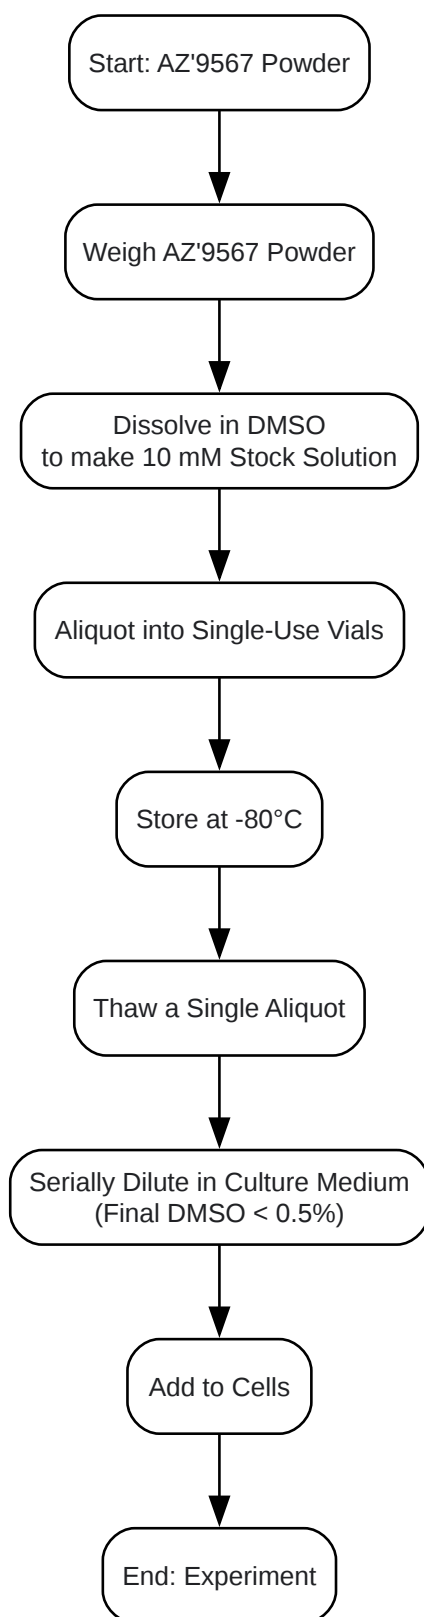 Start: AZ'9567 Powder
Weigh AZ'9567 Powder
Dissolve in DMSO
to make 10 mM Stock Solution
Aliquot into Single-Use Vials
Store at -80°C
Thaw a Single Aliquot
Serially Dilute in Culture Medium
(Final DMSO < 0.5%)
Add to Cells
End: Experiment